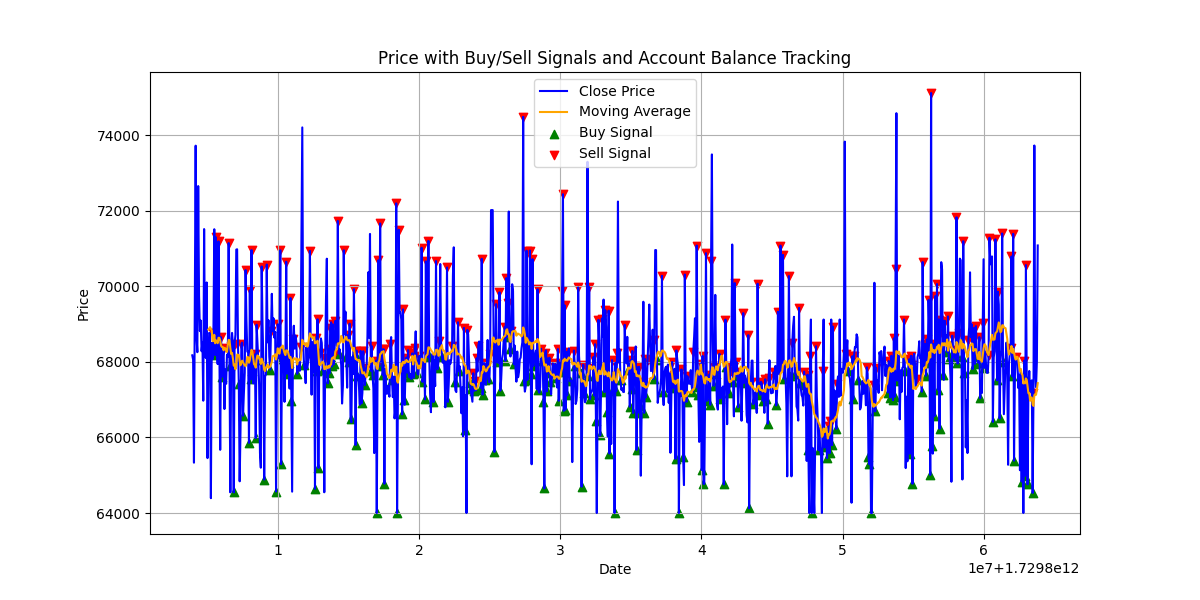 Price with Buy/Sell Signals and Account Balance Tracking
Close Price
Moving Average
Buy Signal
Sell Signal
Price
74000
72000
70000
68000
66000
64000
1 2 3 4 5 6
Date
1e7+1.7298e12